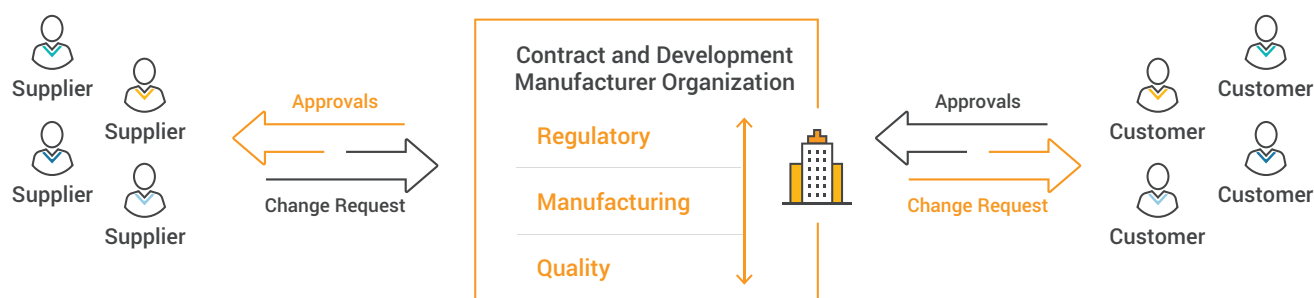 Supplier
Supplier
Supplier
Supplier
Approvals
Change Request
Contract and Development
Manufacturer Organization
Regulatory
Manufacturing
Quality
Approvals
Change Request
Customer
Customer
Customer
Customer